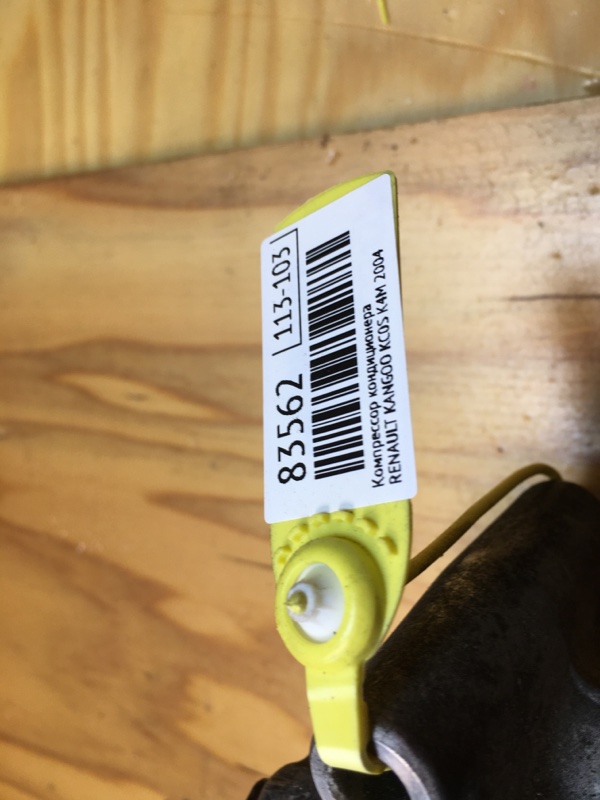 83562 113-103
Компрессор кондиционера
RENAULT KANGOO KC0S K4M 2004